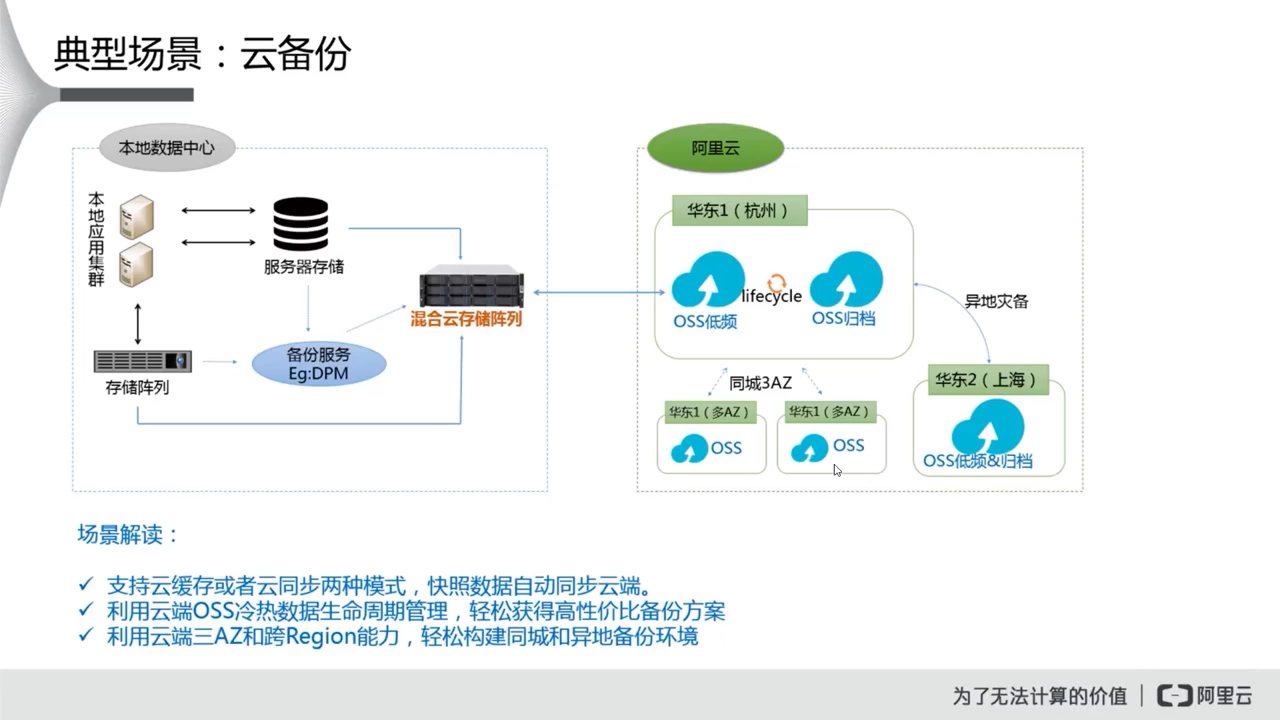 典型场景：云备份
本地数据中心
阿里云
本地应用集群
服务器存储
混合云存储阵列
备份服务
Eg:DPM
存储阵列
华东1（杭州）
OSS低频
lifecycle
OSS归档
异地灾备
同城3AZ
华东1（多AZ）
OSS
华东1（多AZ）
OSS
华东2（上海）
OSS低频&归档
场景解读：
✓ 支持云缓存或者云同步两种模式，快照数据自动同步云端。
✓ 利用云端OSS冷热数据生命周期管理，轻松获得高性价比备份方案
✓ 利用云端三AZ和跨Region能力，轻松构建同城和异地备份环境
为了无法计算的价值 | 阿里云